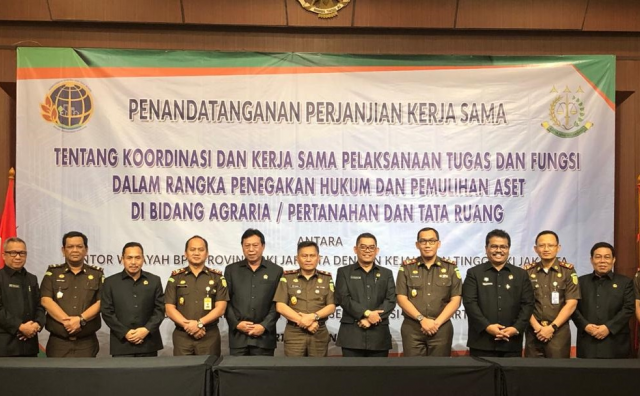 PENANDATANGANAN PERJANJIAN KERJA SAMA
TENTANG KOORDINASI DAN KERJA SAMA PELAKSANAAN TUGAS DAN FUNGSI
DALAM RANGKA PENEGAKAN HUKUM DAN PEMULIHAN ASET
DI BIDANG AGRARIA / PERTANAHAN DAN TATA RUANG
ANTARA